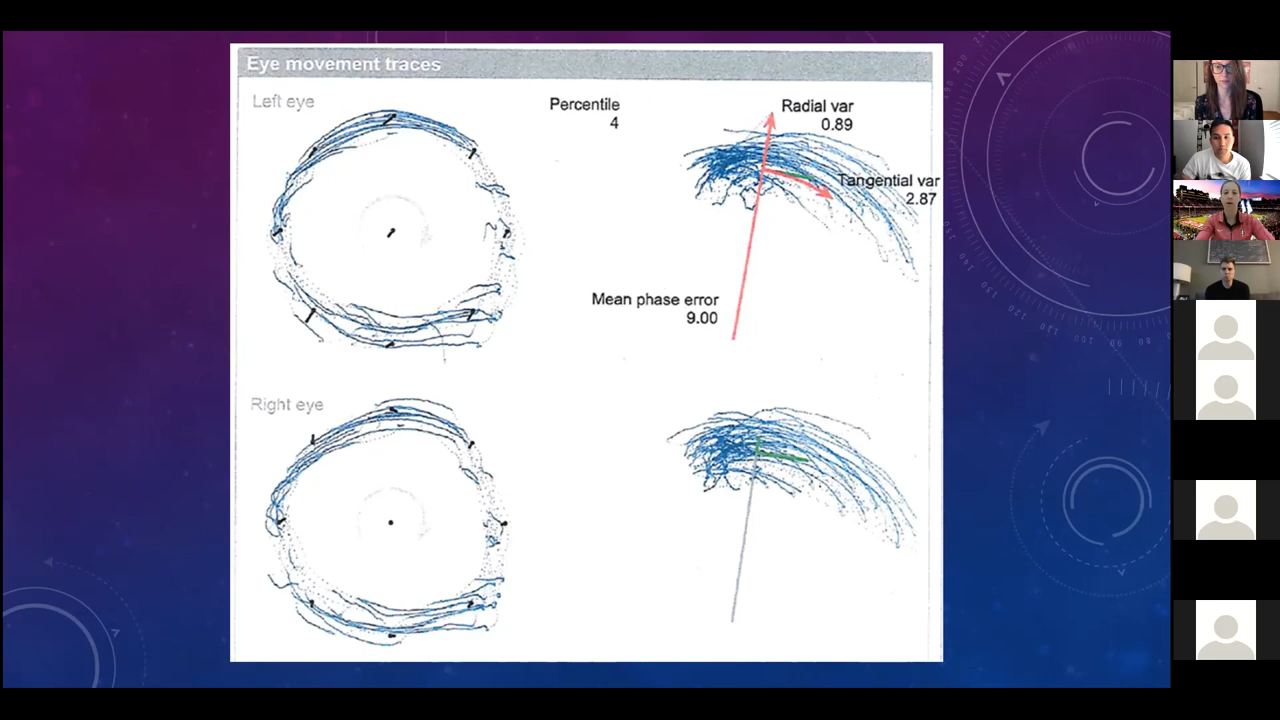 Eye movement traces
Left eye
Percentile
4
Radial var
0.89
Tangential var
2.87
Mean phase error
9.00
Right eye